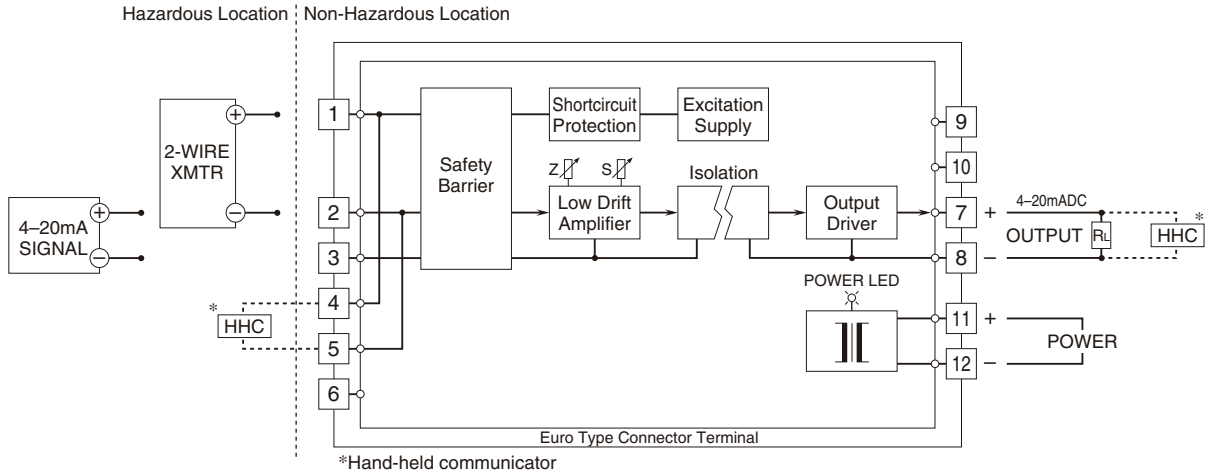 Hazardous Location
Non-Hazardous Location
1
Safety
Barrier
Shortcircuit
Protection
Excitation
Supply
9
10
+
2-WIRE
XMTR
−
+
4–20mA
SIGNAL
−
2
3
Z
S
Low Drift
Amplifier
Isolation
Output
Driver
7
+
4–20mADC
OUTPUT
RL
*
HHC
8
−
*
HHC
4
5
6
POWER LED
11
+
POWER
12
−
Euro Type Connector Terminal
*Hand-held communicator